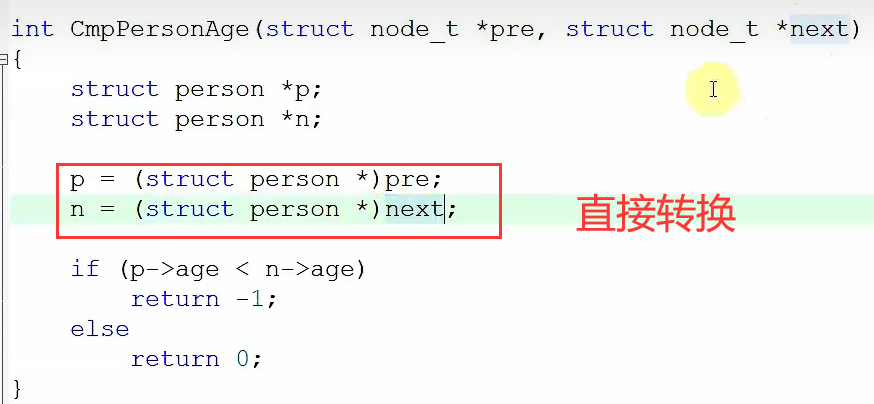 int CmpPersonAge(struct node_t *pre, struct node_t *next)
{
    struct person *p;
    struct person *n;
    p = (struct person *)pre;
    n = (struct person *)next;
直接转换
    if (p->age < n->age)
        return -1;
    else
        return 0;
}